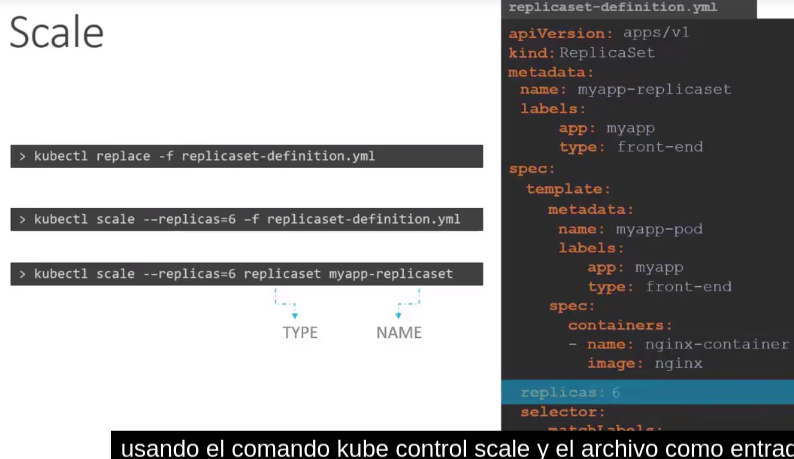 Scale
> kubectl replace -f replicaset-definition.yml
> kubectl scale --replicas=6 -f replicaset-definition.yml
> kubectl scale --replicas=6 replicaset myapp-replicaset
TYPE NAME
replicaset-definition.yml
apiVersion: apps/v1
kind: ReplicaSet
metadata:
name: myapp-replicaset
labels:
app: myapp
type: front-end
spec:
template:
metadata:
name: myapp-pod
labels:
app: myapp
type: front-end
spec:
containers:
- name: nginx-container
image: nginx
replicas: 6
selector:
matchLabels:
usando el comando kube control scale y el archivo como entrad